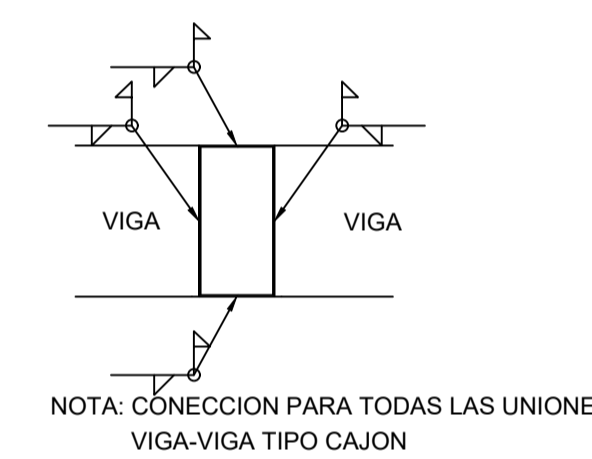 VIGA VIGA
NOTA: CONECCION PARA TODAS LAS UNIONE
VIGA-VIGA TIPO CAJON